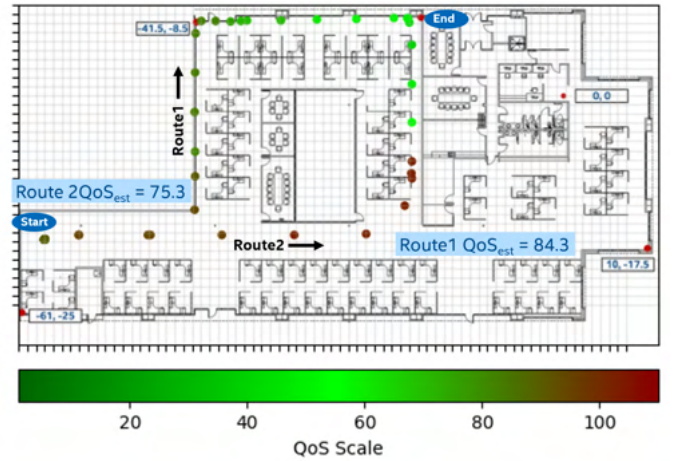 End
-41.5, -8.5
Route1
0, 0
Route 2QoSest = 75.3
Start
Route2
Route1 QoSest = 84.3
10, -17.5
-61, -25
20 40 60 80 100
QoS Scale